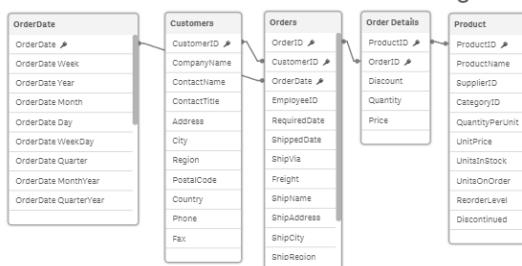 OrderDate
OrderDate
OrderDate Week
OrderDate Year
OrderDate Month
OrderDate Day
OrderDate WeekDay
OrderDate Quarter
OrderDate MonthYear
OrderDate QuarterYear
Customers
CustomerID
CompanyName
ContactName
ContactTitle
Address
City
Region
PostalCode
Country
Phone
Fax
Orders
OrderID
CustomerID
OrderDate
EmployeeID
RequiredDate
ShippedDate
ShipVia
Freight
ShipName
ShipAddress
ShipCity
ShipRegion
Order Details
ProductID
OrderID
Discount
Quantity
Price
Product
ProductID
ProductName
SupplierID
CategoryID
QuantityPerUnit
UnitPrice
UnitsInStock
UnitsOnOrder
ReorderLevel
Discontinued